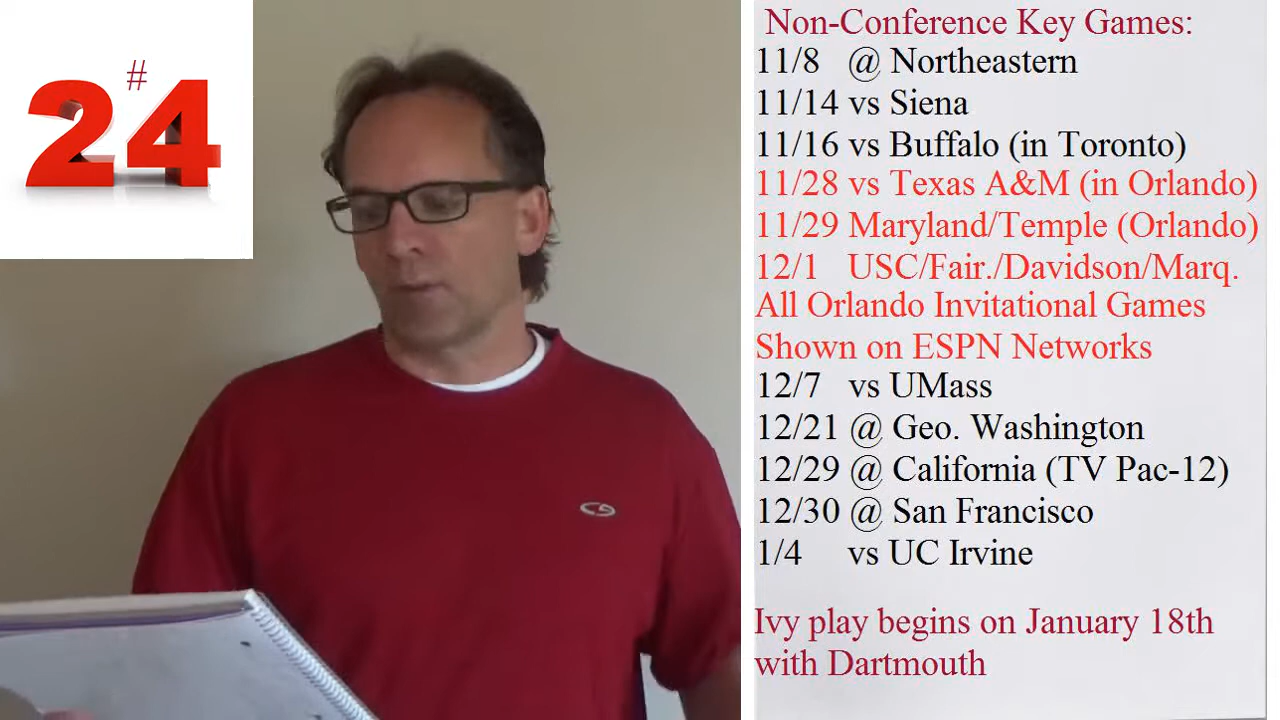 #
24
Non-Conference Key Games:
11/8 @ Northeastern
11/14 vs Siena
11/16 vs Buffalo (in Toronto)
11/28 vs Texas A&M (in Orlando)
11/29 Maryland/Temple (Orlando)
12/1 USC/Fair./Davidson/Marq.
All Orlando Invitational Games
Shown on ESPN Networks
12/7 vs UMass
12/21 @ Geo. Washington
12/29 @ California (TV Pac-12)
12/30 @ San Francisco
1/4 vs UC Irvine
Ivy play begins on January 18th
with Dartmouth